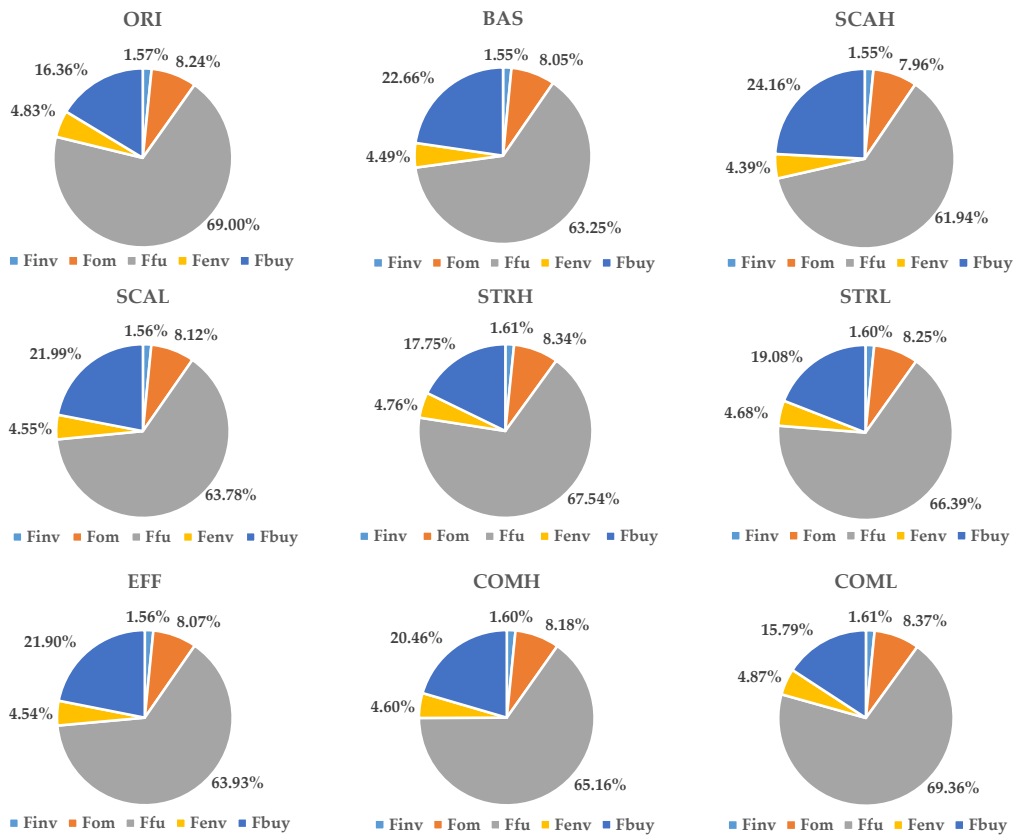 ORI
1.57%
8.24%
16.36%
4.83%
69.00%
Finv Fom Ffu Fenv Fbuy
BAS
1.55%
8.05%
22.66%
4.49%
63.25%
Finv Fom Ffu Fenv Fbuy
SCAH
1.55%
7.96%
24.16%
4.39%
61.94%
Finv Fom Ffu Fenv Fbuy
SCAL
1.56%
8.12%
21.99%
4.55%
63.78%
Finv Fom Ffu Fenv Fbuy
STRH
1.61%
8.34%
17.75%
4.76%
67.54%
Finv Fom Ffu Fenv Fbuy
STRL
1.60%
8.25%
19.08%
4.68%
66.39%
Finv Fom Ffu Fenv Fbuy
EFF
1.56%
8.07%
21.90%
4.54%
63.93%
Finv Fom Ffu Fenv Fbuy
COMH
1.60%
8.18%
20.46%
4.60%
65.16%
Finv Fom Ffu Fenv Fbuy
COML
1.61%
8.37%
15.79%
4.87%
69.36%
Finv Fom Ffu Fenv Fbuy